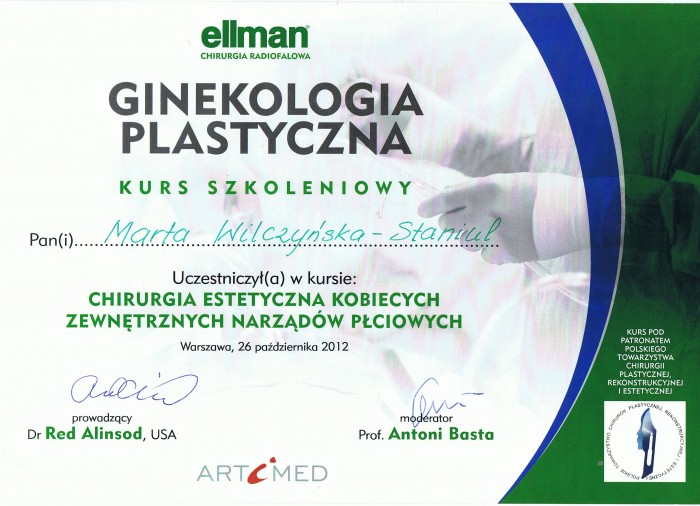 ellman®
CHIRURGIA RADIOFALOWA
GINEKOLOGIA
PLASTYCZNA
KURS SZKOLENIOWY
Pan(i)....Marta Wilczyńska-Staniul
Uczestniczył(a) w kursie:
CHIRURGIA ESTETYCZNA KOBIECYCH
ZEWNĘTRZNYCH NARZĄDÓW PŁCIOWYCH
Warszawa, 26 października 2012
prowadzący
Dr Red Alinsod, USA
moderator
Prof. Antoni Basta
ARTIMED
KURS POD
PATRONATEM
POLSKIEGO
TOWARZYSTWA
CHIRURGII
PLASTYCZNEJ,
REKONSTRUKCYJNEJ
I ESTETYCZNEJ
POLSKIE TOWARZYSTWO CHIRURGII PLASTYCZNEJ, REKONSTRUKCYJNEJ I ESTETYCZNEJ